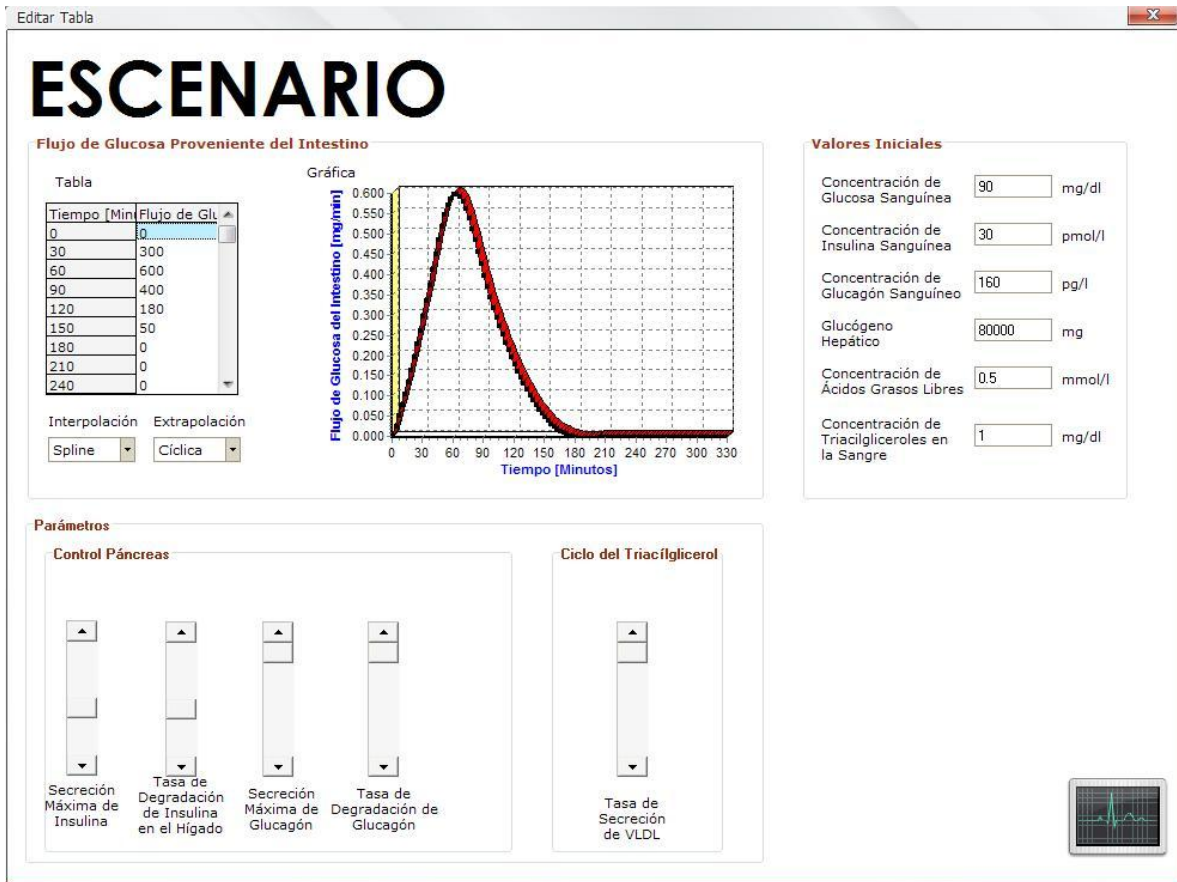 Editar Tabla
ESCENARIO
Flujo de Glucosa Proveniente del Intestino
Tabla
Tiempo [Minu Flujo de Glu
0 0
30 300
60 600
90 400
120 180
150 50
180 0
210 0
240 0
Interpolación Extrapolación
Spline Cíclica
Gráfica
Flujo de Glucosa del Intestino [mg/min]
0.600
0.550
0.500
0.450
0.400
0.350
0.300
0.250
0.200
0.150
0.100
0.050
0.000
0 30 60 90 120 150 180 210 240 270 300 330
Tiempo [Minutos]
Valores Iniciales
Concentración de
Glucosa Sanguínea
90 mg/dl
Concentración de
Insulina Sanguínea
30 pmol/l
Concentración de
Glucagón Sanguíneo
160 pg/l
Glucógeno
Hepático
80000 mg
Concentración de
Ácidos Grasos Libres
0.5 mmol/l
Concentración de
Triacilgliceroles en
la Sangre
1 mg/dl
Parámetros
Control Páncreas
Secreción
Máxima de
Insulina
Tasa de
Degradación
de Insulina
en el Hígado
Secreción
Máxima de
Glucagón
Tasa de
Degradación de
Glucagón
Ciclo del Triacílglicerol
Tasa de
Secreción
de VLDL